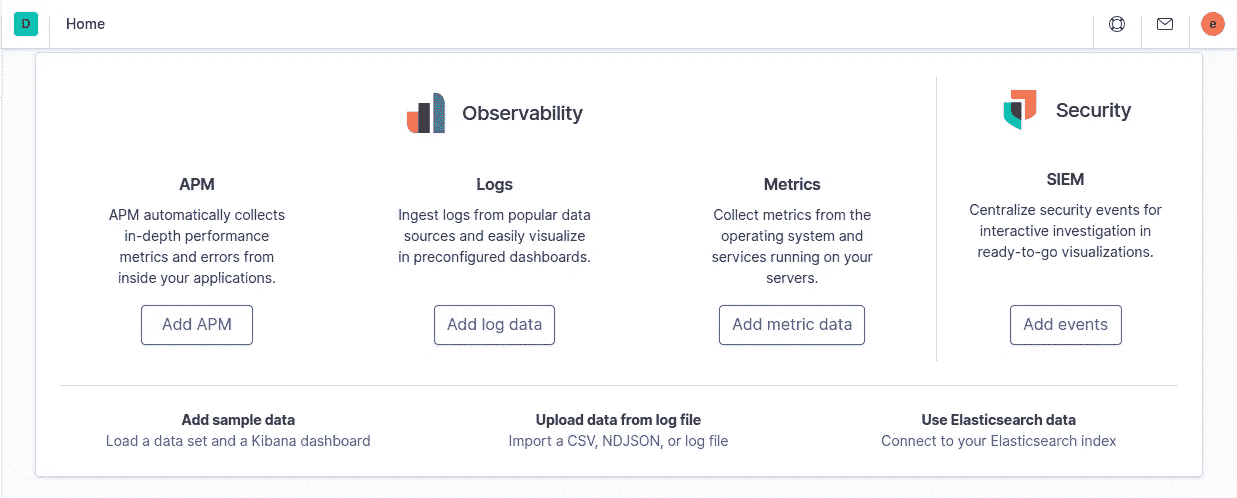 D
Home
e
Observability
APM
APM automatically collects
in-depth performance
metrics and errors from
inside your applications.
Add APM
Logs
Ingest logs from popular data
sources and easily visualize
in preconfigured dashboards.
Add log data
Metrics
Collect metrics from the
operating system and
services running on your
servers.
Add metric data
Security
SIEM
Centralize security events for
interactive investigation in
ready-to-go visualizations.
Add events
Add sample data
Load a data set and a Kibana dashboard
Upload data from log file
Import a CSV, NDJSON, or log file
Use Elasticsearch data
Connect to your Elasticsearch index